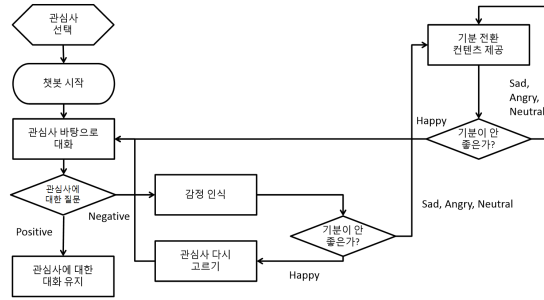 관심사
선택
챗봇 시작
관심사 바탕으로
대화
관심사에
대한 질문
Positive
Negative
관심사에 대한
대화 유지
감정 인식
관심사 다시
고르기
기분이 안
좋은가?
Happy
Sad, Angry, Neutral
기분 전환
컨텐츠 제공
Sad,
Angry,
Neutral
기분이 안
좋은가?
Happy